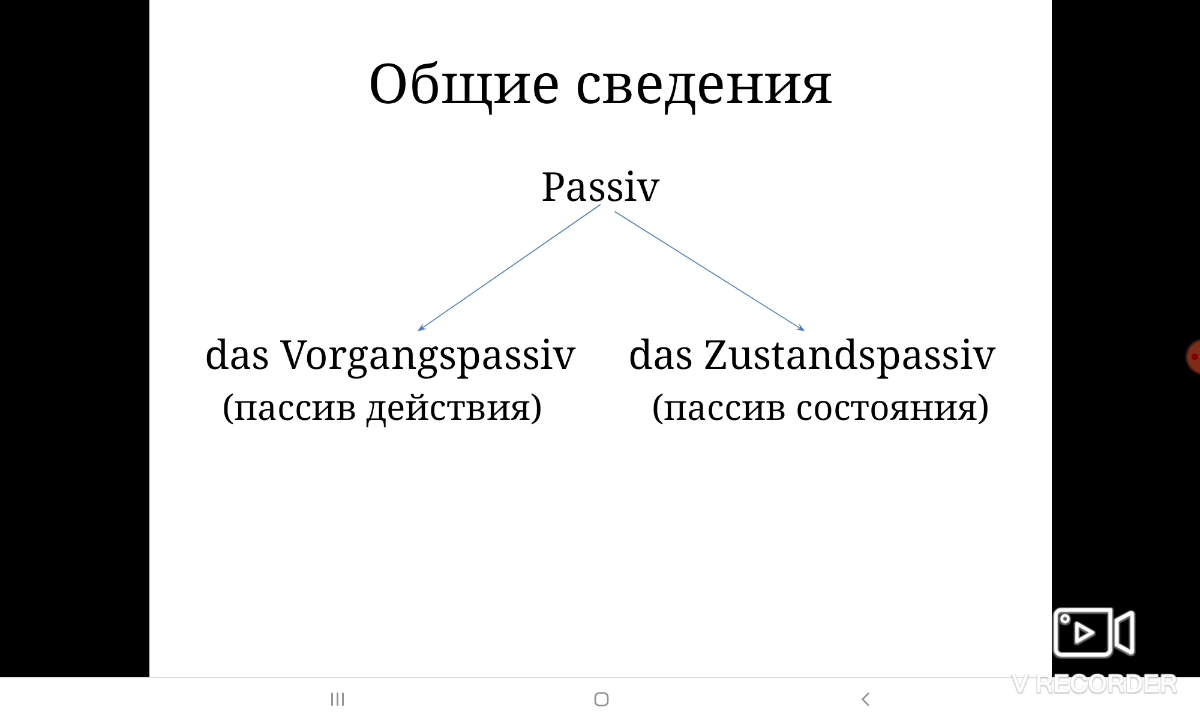 Общие сведения
Passiv
das Vorgangspassiv das Zustandspassiv
(пассив действия) (пассив состояния)
V RECORDER